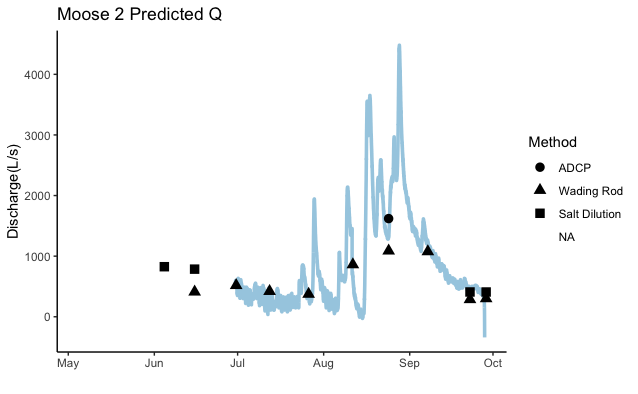 Moose 2 Predicted Q
Discharge(L/s)
4000
3000
2000
1000
0
May Jun Jul Aug Sep Oct
Method
ADCP
Wading Rod
Salt Dilution
NA